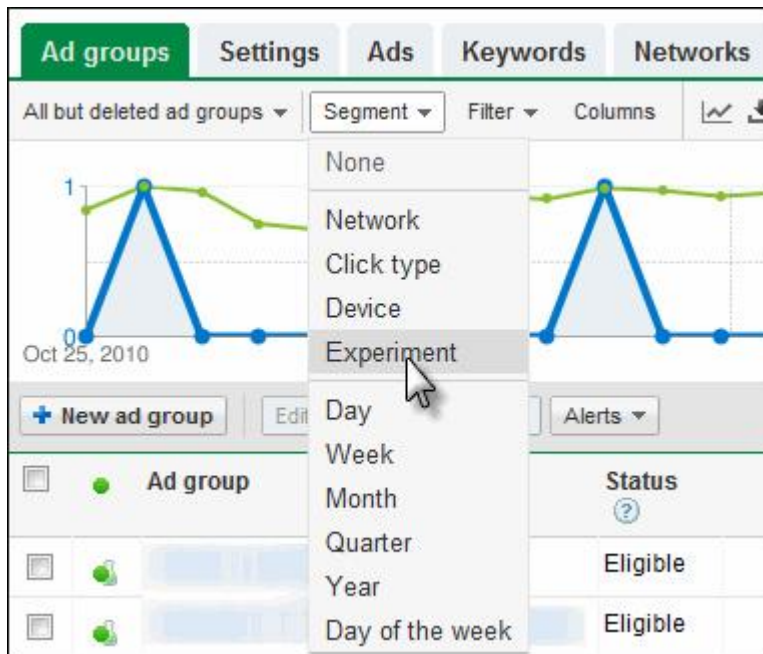 Ad groups Settings Ads Keywords Networks
All but deleted ad groups Segment Filter Columns
None
1
Network
Click type
Device
0
Oct 25, 2010
Experiment
+ New ad group Alerts
Day
Week
Ad group Status
?
Month
Quarter
Eligible
Year
Day of the week Eligible